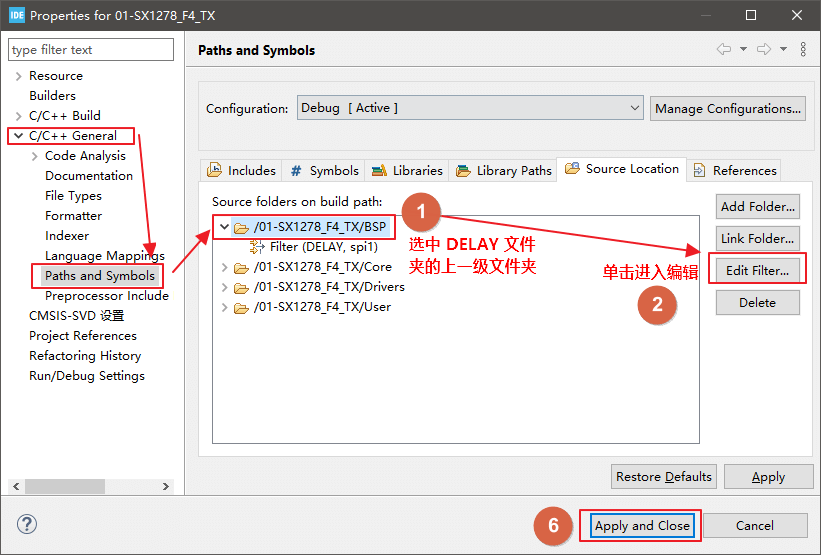 IDE Properties for 01-SX1278_F4_TX
type filter text
Resource
Builders
C/C++ Build
C/C++ General
Code Analysis
Documentation
File Types
Formatter
Indexer
Language Mappings
Paths and Symbols
Preprocessor Include
CMSIS-SVD 设置
Project References
Refactoring History
Run/Debug Settings
Paths and Symbols
Configuration: Debug [ Active ] Manage Configurations...
Includes # Symbols Libraries Library Paths Source Location References
Source folders on build path:
/01-SX1278_F4_TX/BSP
Filter (DELAY, spi1)
/01-SX1278_F4_TX/Core
/01-SX1278_F4_TX/Drivers
/01-SX1278_F4_TX/User
1
选中 DELAY 文件
夹的上一级文件夹
单击进入编辑
2
Add Folder...
Link Folder...
Edit Filter...
Delete
Restore Defaults Apply
? 6 Apply and Close Cancel